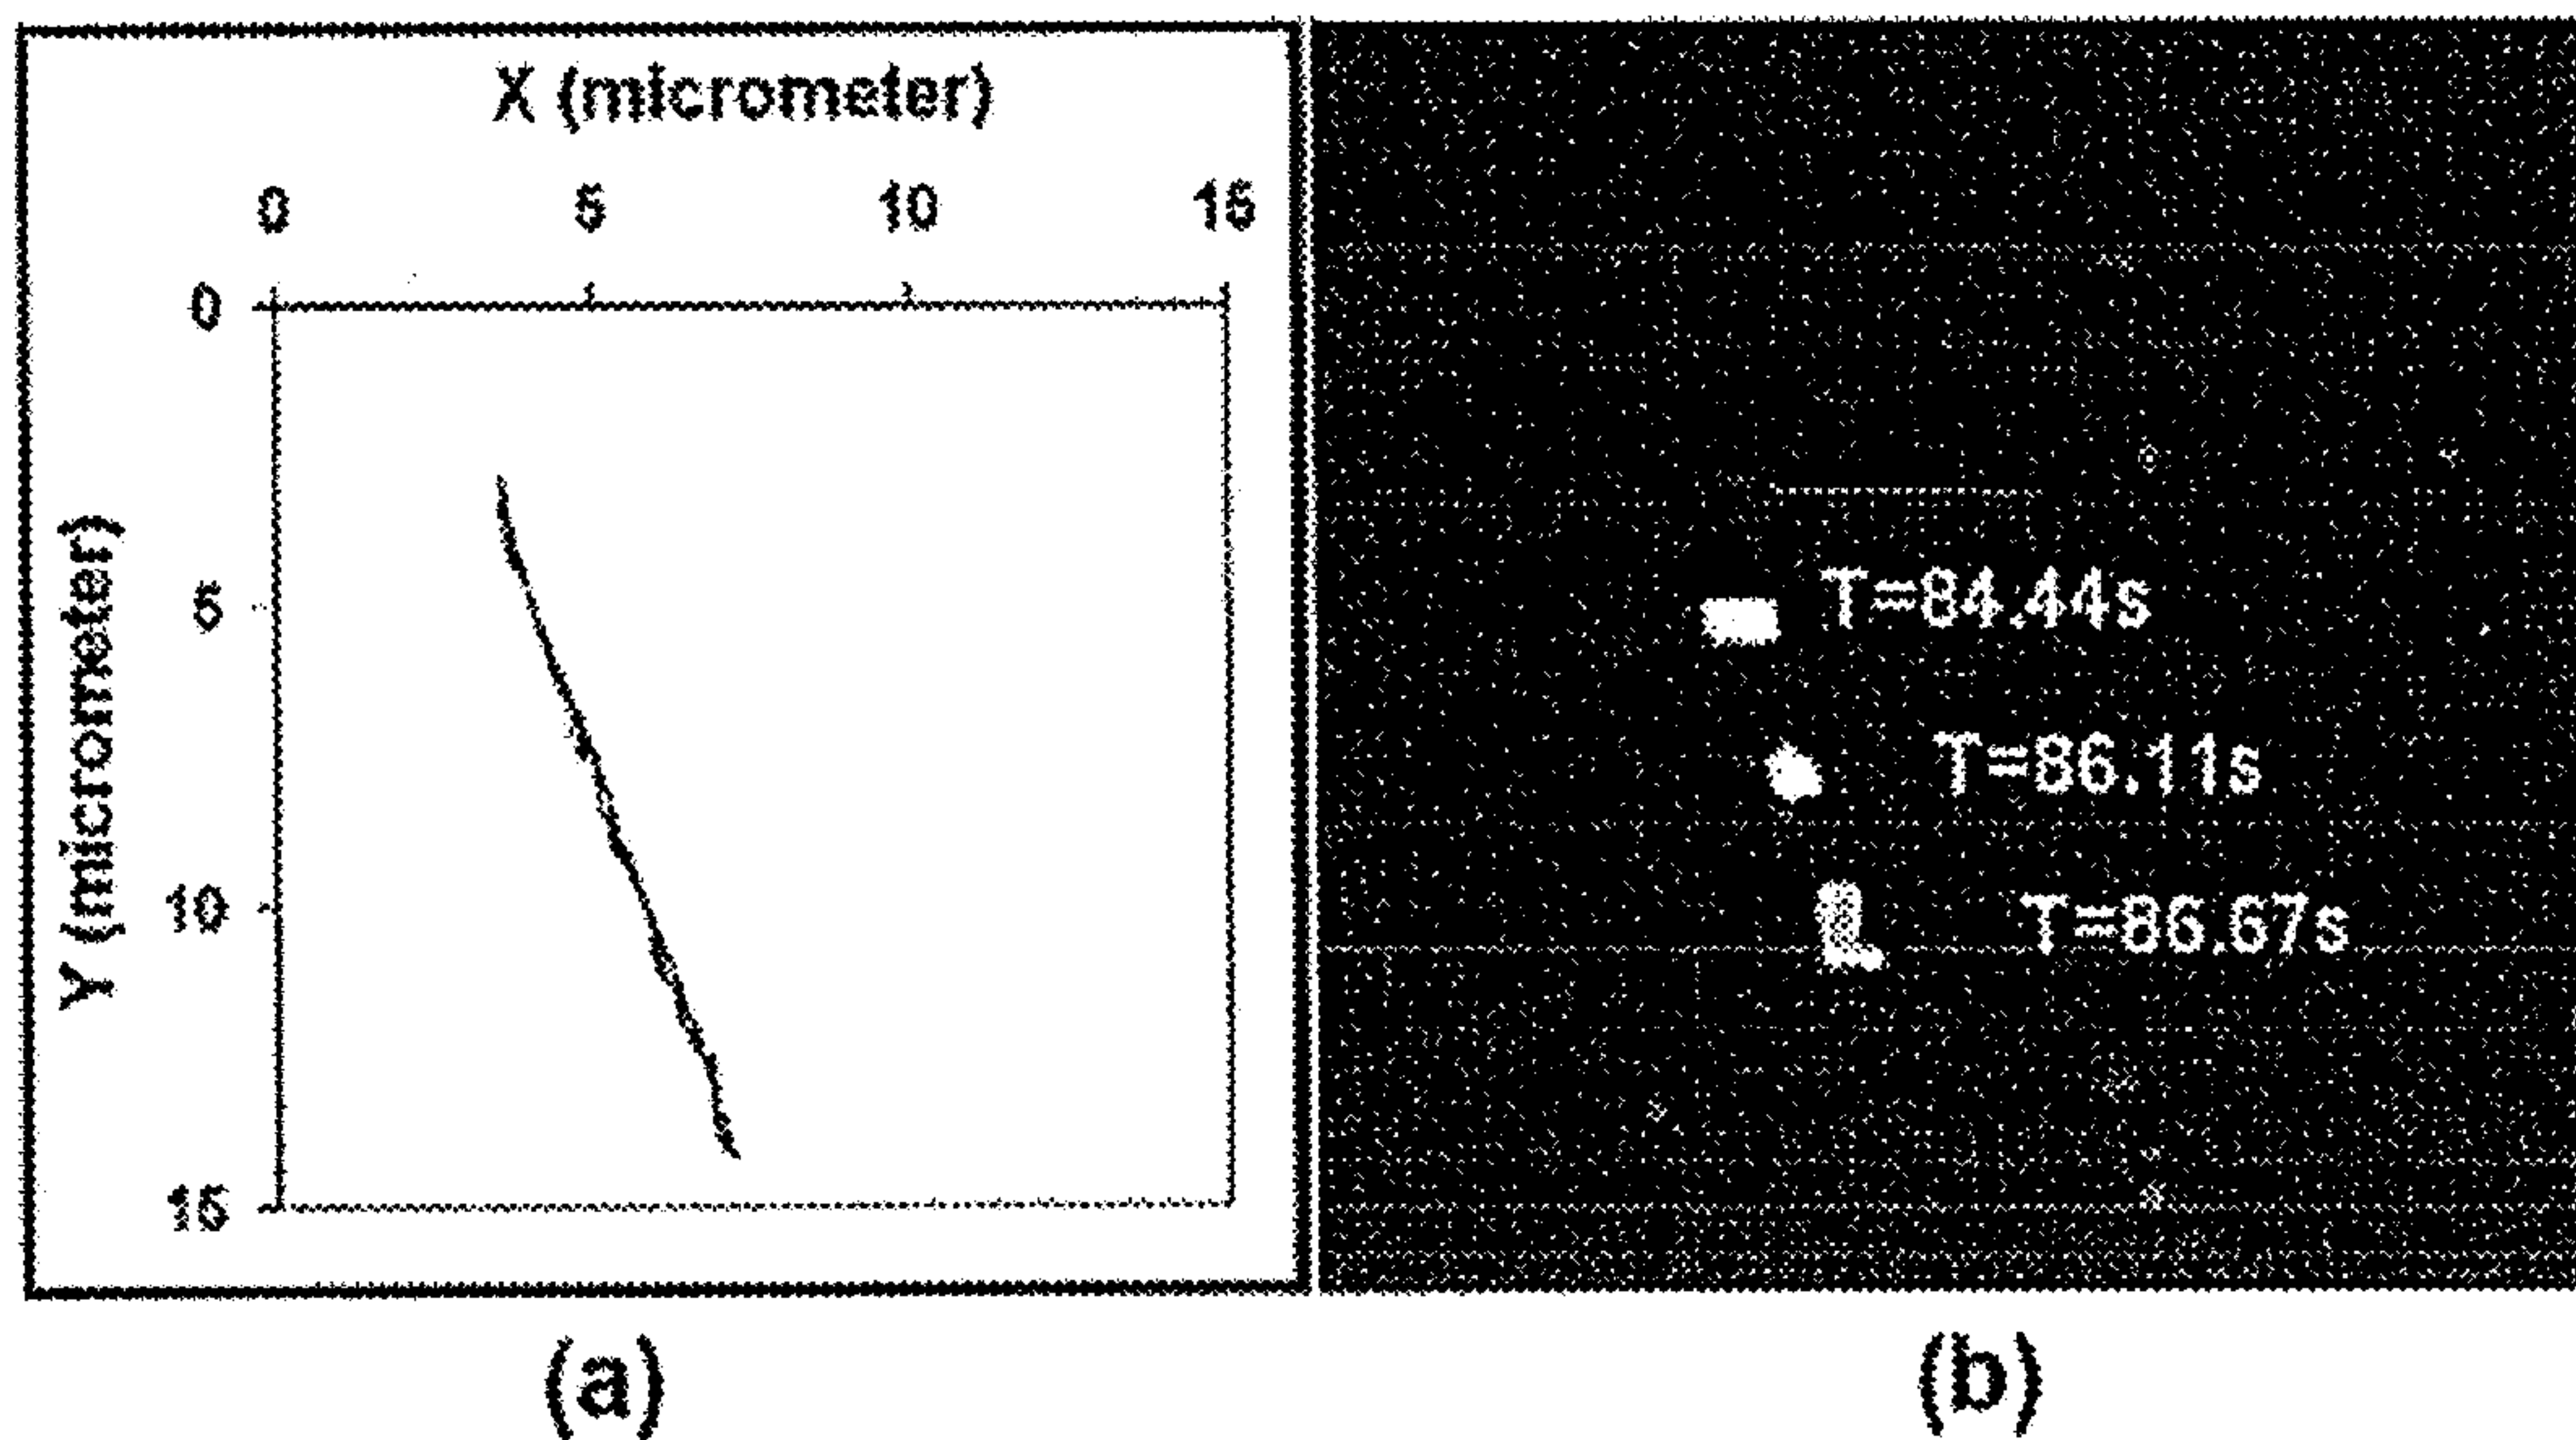 X (micrometer)
0 5 10 15
0
5
10
15
Y (micrometer)
T=84.44s
T=86.11s
T=86.67s
(a)
(b)